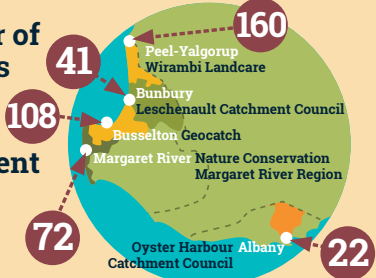 r of
s
ent
160
Peel-Yalgorup
Wirambi Landcare
41
Bunbury
Leschenault Catchment Council
108
Busselton Geocatch
Margaret River Nature Conservation
Margaret River Region
72
Oyster Harbour Albany
Catchment Council
22